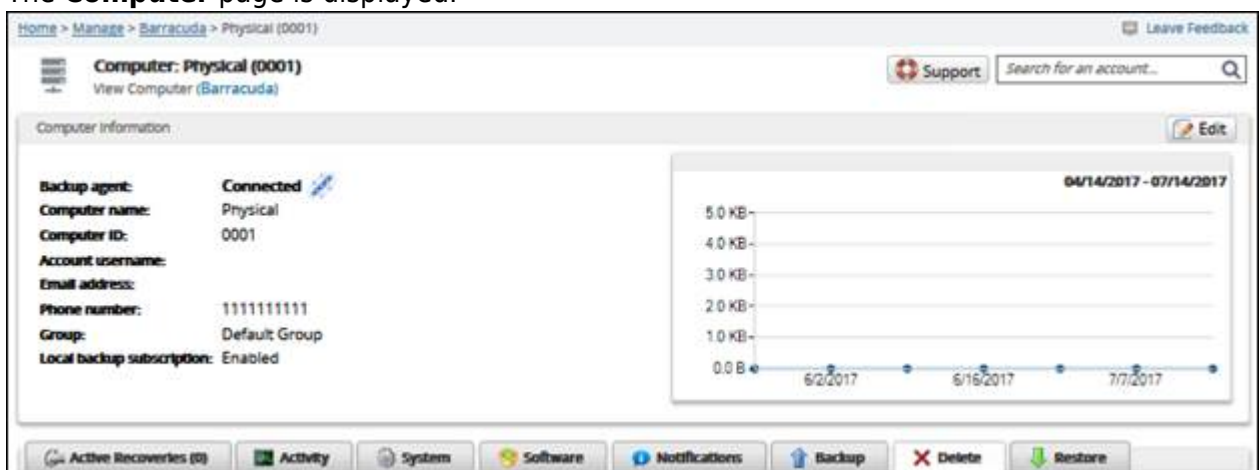 The Computer page is displayed.
Home > Manage > Barracuda > Physical (0001)
Leave Feedback
Computer: Physical (0001)
View Computer (Barracuda)
Support
Search for an account...
Computer Information
Edit
Backup agent: Connected
Computer name: Physical
Computer ID: 0001
Account username:
Email address:
Phone number: 1111111111
Group: Default Group
Local backup subscription: Enabled
04/14/2017 - 07/14/2017
5.0 KB
4.0 KB
3.0 KB
2.0 KB
1.0 KB
0.0 B
6/2/2017 6/16/2017 7/7/2017
Active Recoveries (0) Activity System Software Notifications Backup Delete Restore